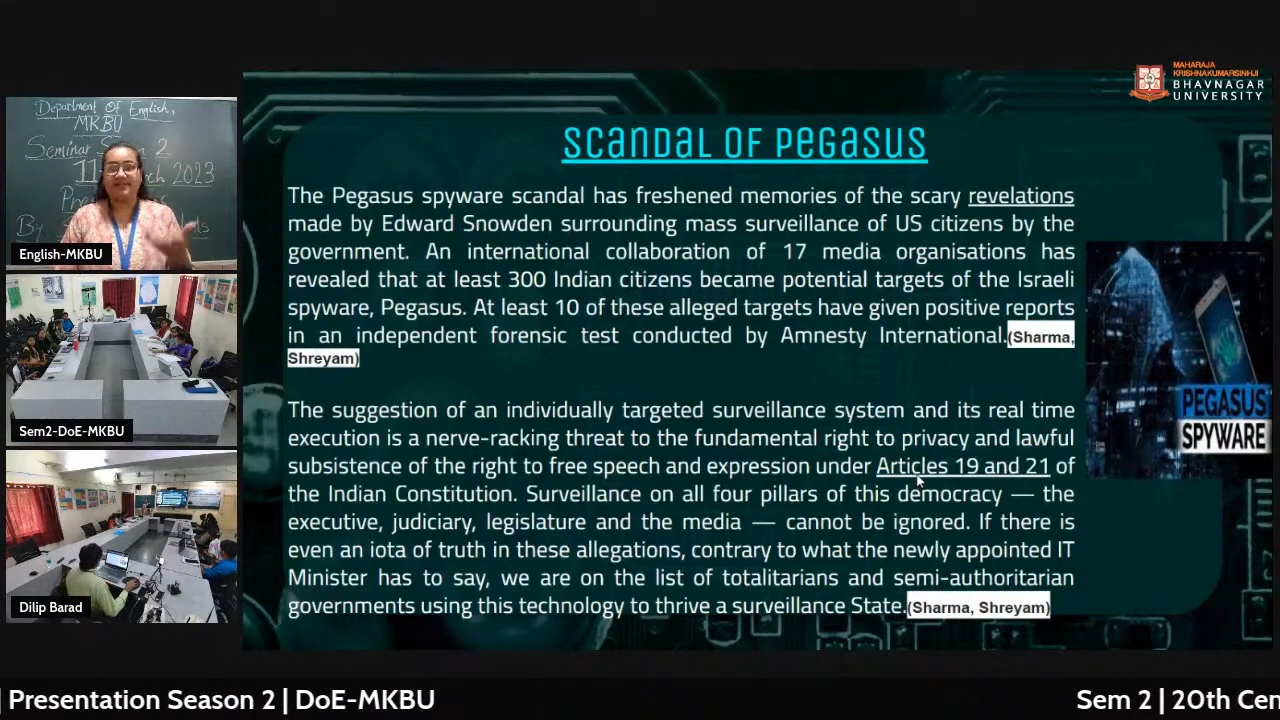 MAHARAJA
KRISHNAKUMARSINHJI
BHAVNAGAR
UNIVERSITY
Department Of English,
MKBU
Seminar Sem 2
11 March 2023
By
English-MKBU
Sem2-DoE-MKBU
Dilip Barad
SCANDAL OF PEGASUS
The Pegasus spyware scandal has freshened memories of the scary revelations
made by Edward Snowden surrounding mass surveillance of US citizens by the
government. An international collaboration of 17 media organisations has
revealed that at least 300 Indian citizens became potential targets of the Israeli
spyware, Pegasus. At least 10 of these alleged targets have given positive reports
in an independent forensic test conducted by Amnesty International.(Sharma,
Shreyam)
The suggestion of an individually targeted surveillance system and its real time
execution is a nerve-racking threat to the fundamental right to privacy and lawful
subsistence of the right to free speech and expression under Articles 19 and 21 of
the Indian Constitution. Surveillance on all four pillars of this democracy — the
executive, judiciary, legislature and the media — cannot be ignored. If there is
even an iota of truth in these allegations, contrary to what the newly appointed IT
Minister has to say, we are on the list of totalitarians and semi-authoritarian
governments using this technology to thrive a surveillance State.(Sharma, Shreyam)
PEGASUS
SPYWARE
| Presentation Season 2 | DoE-MKBU
Sem 2 | 20th Cen